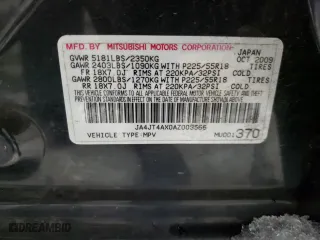 MFD. BY MITSUBISHI MOTORS CORPORATION JAPAN
GVWR 5181LBS/2350KG OCT 2009
GAWR 2403LBS/1090KG WITH P225/55R18
FR 18X7.0J RIMS AT 220KPA/32PSI COLD
GAWR 2800LBS/1270KG WITH P225/55R18
RR 18X7.0J RIMS AT 220KPA/32PSI COLD
THIS VEHICLE CONFORMS TO ALL APPLICABLE FEDERAL
MOTOR VEHICLE SAFETY AND THEFT PREVENTION STANDARDS
IN EFFECT ON THE DATE OF MANUFACTURE SHOWN ABOVE.
JA4JT4AX0AZ003566
VEHICLE TYPE:MPV 370